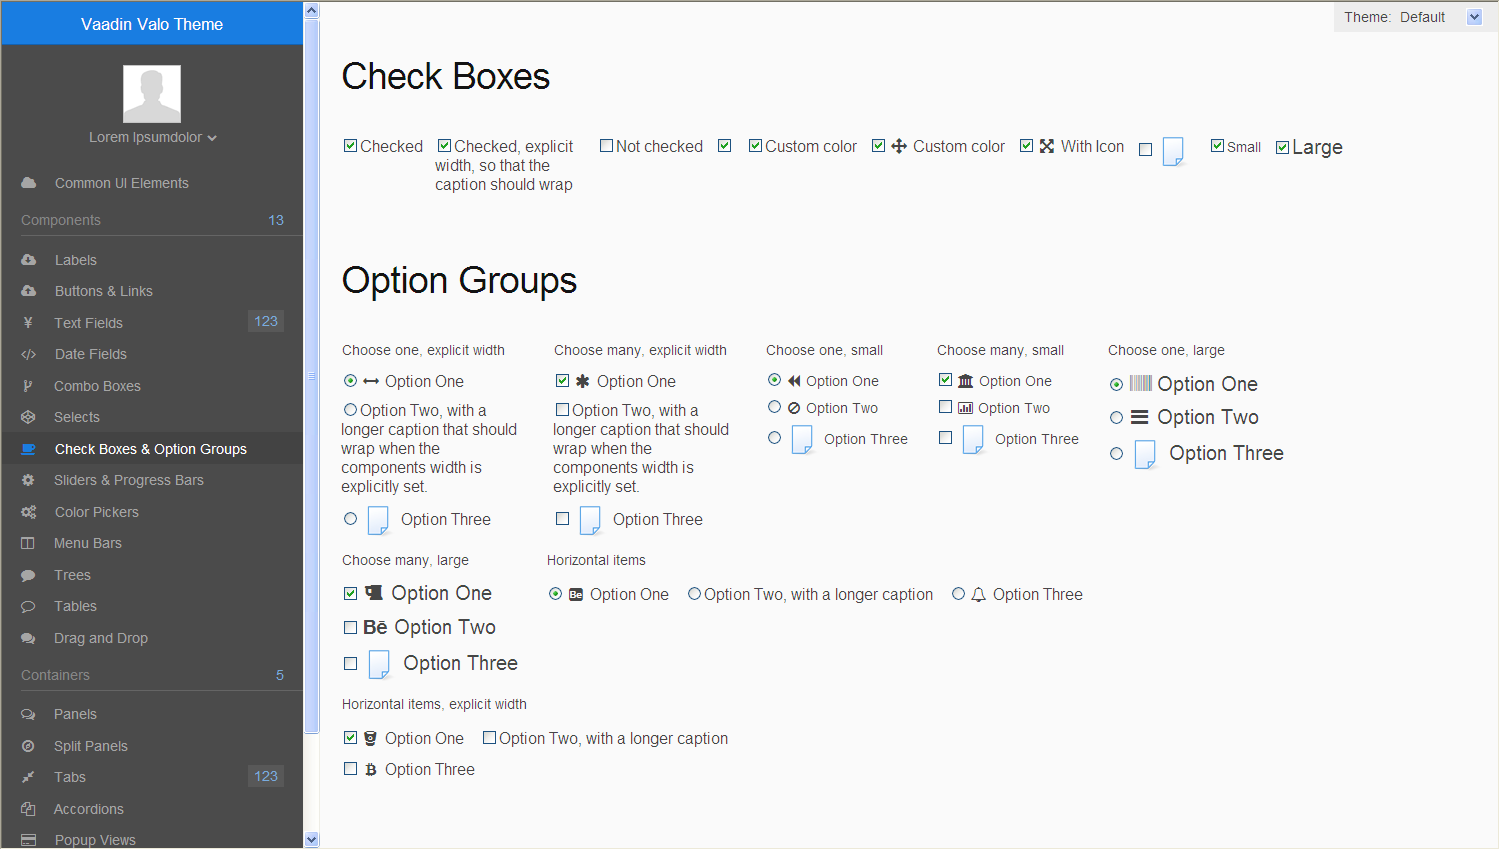 Vaadin Valo Theme
Lorem Ipsumdolor
Common UI Elements
Components 13
Labels
Buttons & Links
Text Fields 123
Date Fields
Combo Boxes
Selects
Check Boxes & Option Groups
Sliders & Progress Bars
Color Pickers
Menu Bars
Trees
Tables
Drag and Drop
Containers 5
Panels
Split Panels
Tabs 123
Accordions
Popup Views
Theme: Default
Check Boxes
Checked
Checked, explicit
width, so that the
caption should wrap
Not checked
Custom color
Custom color
With Icon
Small
Large
Option Groups
Choose one, explicit width
Option One
Option Two, with a
longer caption that should
wrap when the
components width is
explicitly set.
Option Three
Choose many, explicit width
Option One
Option Two, with a
longer caption that should
wrap when the
components width is
explicitly set.
Option Three
Choose one, small
Option One
Option Two
Option Three
Choose many, small
Option One
Option Two
Option Three
Choose one, large
Option One
Option Two
Option Three
Choose many, large
Option One
Option Two
Option Three
Horizontal items
Option One
Option Two, with a longer caption
Option Three
Horizontal items, explicit width
Option One
Option Two, with a longer caption
Option Three